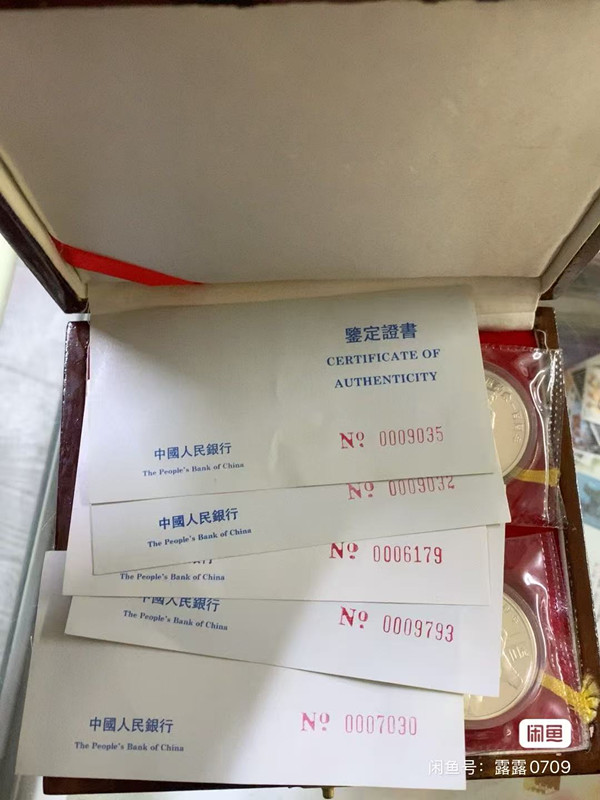 鑒定證書
CERTIFICATE OF
AUTHENTICITY
中國人民銀行
The People's Bank of China
Nº 0009035
中國人民銀行
The People's Bank of China
Nº 0009032
The People's Bank of China
Nº 0006179
中國人民銀行
The People's Bank of China
Nº 0009793
中國人民銀行
The People's Bank of China
Nº 0007030
闲鱼
闲鱼号：露露0709